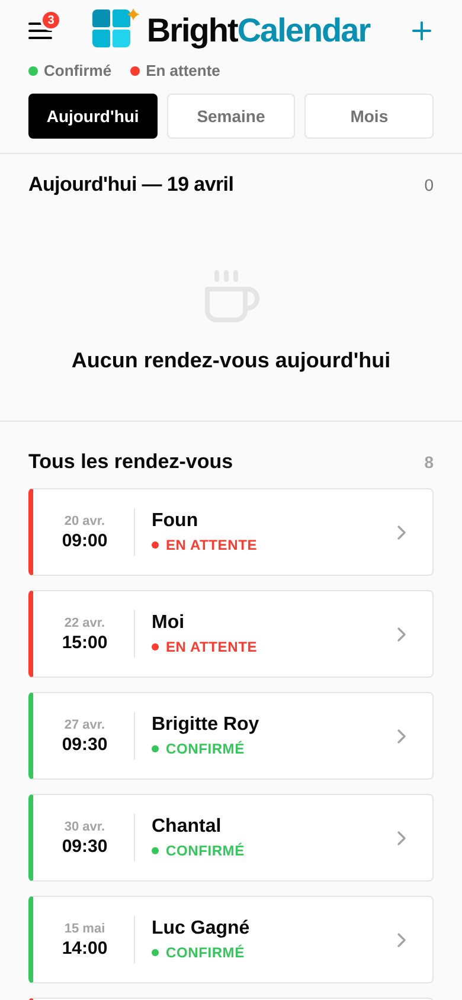 3
BrightCalendar
Confirmé En attente
Aujourd'hui Semaine Mois
Aujourd'hui — 19 avril 0
Aucun rendez-vous aujourd'hui
Tous les rendez-vous 8
20 avr.
09:00
Foun
EN ATTENTE
22 avr.
15:00
Moi
EN ATTENTE
27 avr.
09:30
Brigitte Roy
CONFIRMÉ
30 avr.
09:30
Chantal
CONFIRMÉ
15 mai
14:00
Luc Gagné
CONFIRMÉ